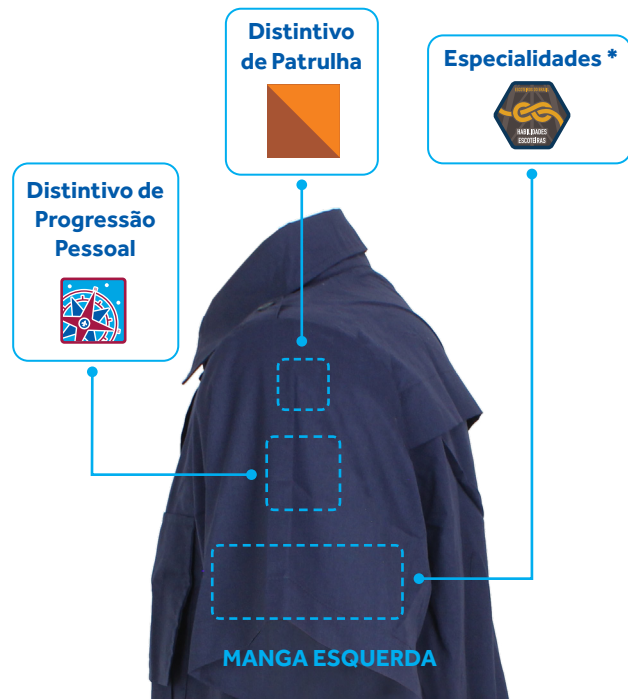 Distintivo
de Patrulha
Especialidades *
HABILIDADES
ESCOTEIRAS
Distintivo de
Progressão
Pessoal
MANGA ESQUERDA